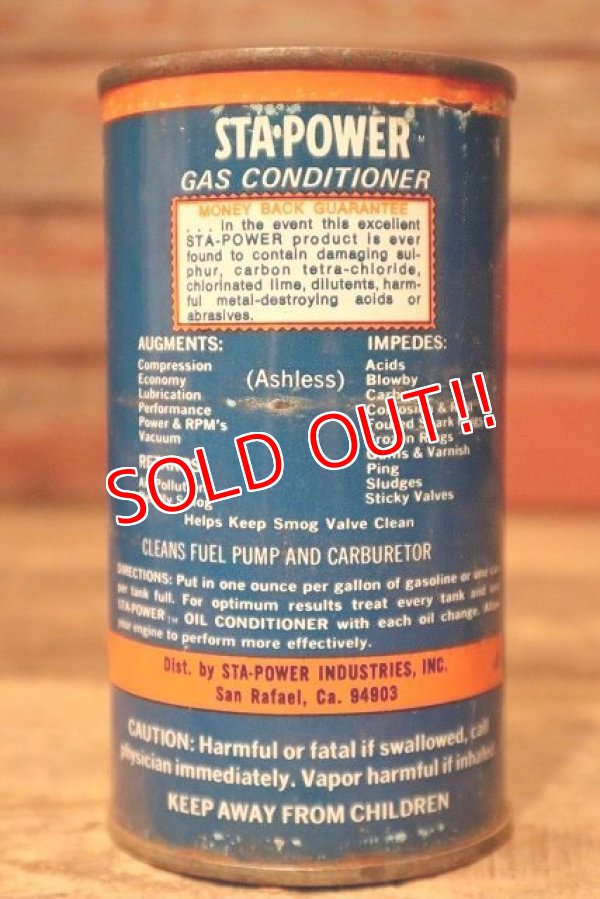 STA·POWER™
GAS CONDITIONER
MONEY BACK GUARANTEE
. . . in the event this excellent
STA-POWER product is ever
found to contain damaging sul-
phur, carbon tetra-chloride,
chlorinated lime, dilutents, harm-
ful metal-destroying acids or
abrasives.
AUGMENTS:
Compression
Economy
Lubrication
Performance
Power & RPM's
Vacuum
(Ashless)
IMPEDES:
Acids
Blowby
& Varnish
Ping
Sludges
Sticky Valves
SOLD OUT!!
Helps Keep Smog Valve Clean
CLEANS FUEL PUMP AND CARBURETOR
DIRECTIONS: Put in one ounce per gallon of gasoline or one
per tank full. For optimum results treat every tank and
STA-POWER™ OIL CONDITIONER with each oil change.
your engine to perform more effectively.
Dist. by STA-POWER INDUSTRIES, INC.
San Rafael, Ca. 94903
CAUTION: Harmful or fatal if swallowed, call
physician immediately. Vapor harmful if inhaled
KEEP AWAY FROM CHILDREN